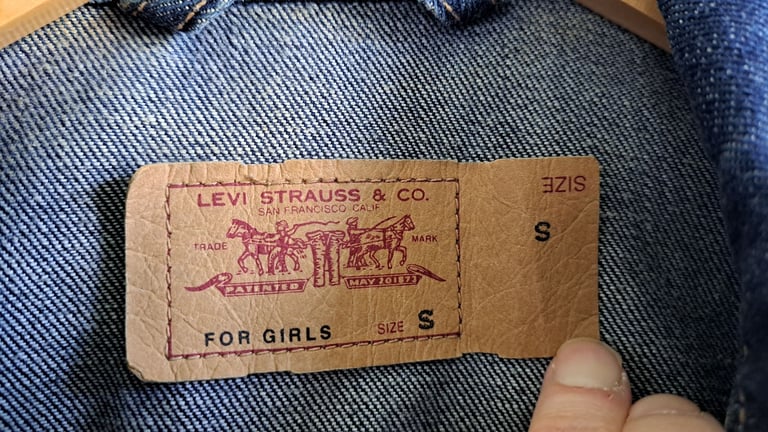 LEVI STRAUSS & CO.
SAN FRANCISCO CALIF
TRADE MARK
PATENTED MAY 20 1873
FOR GIRLS SIZE S
SIZE
S